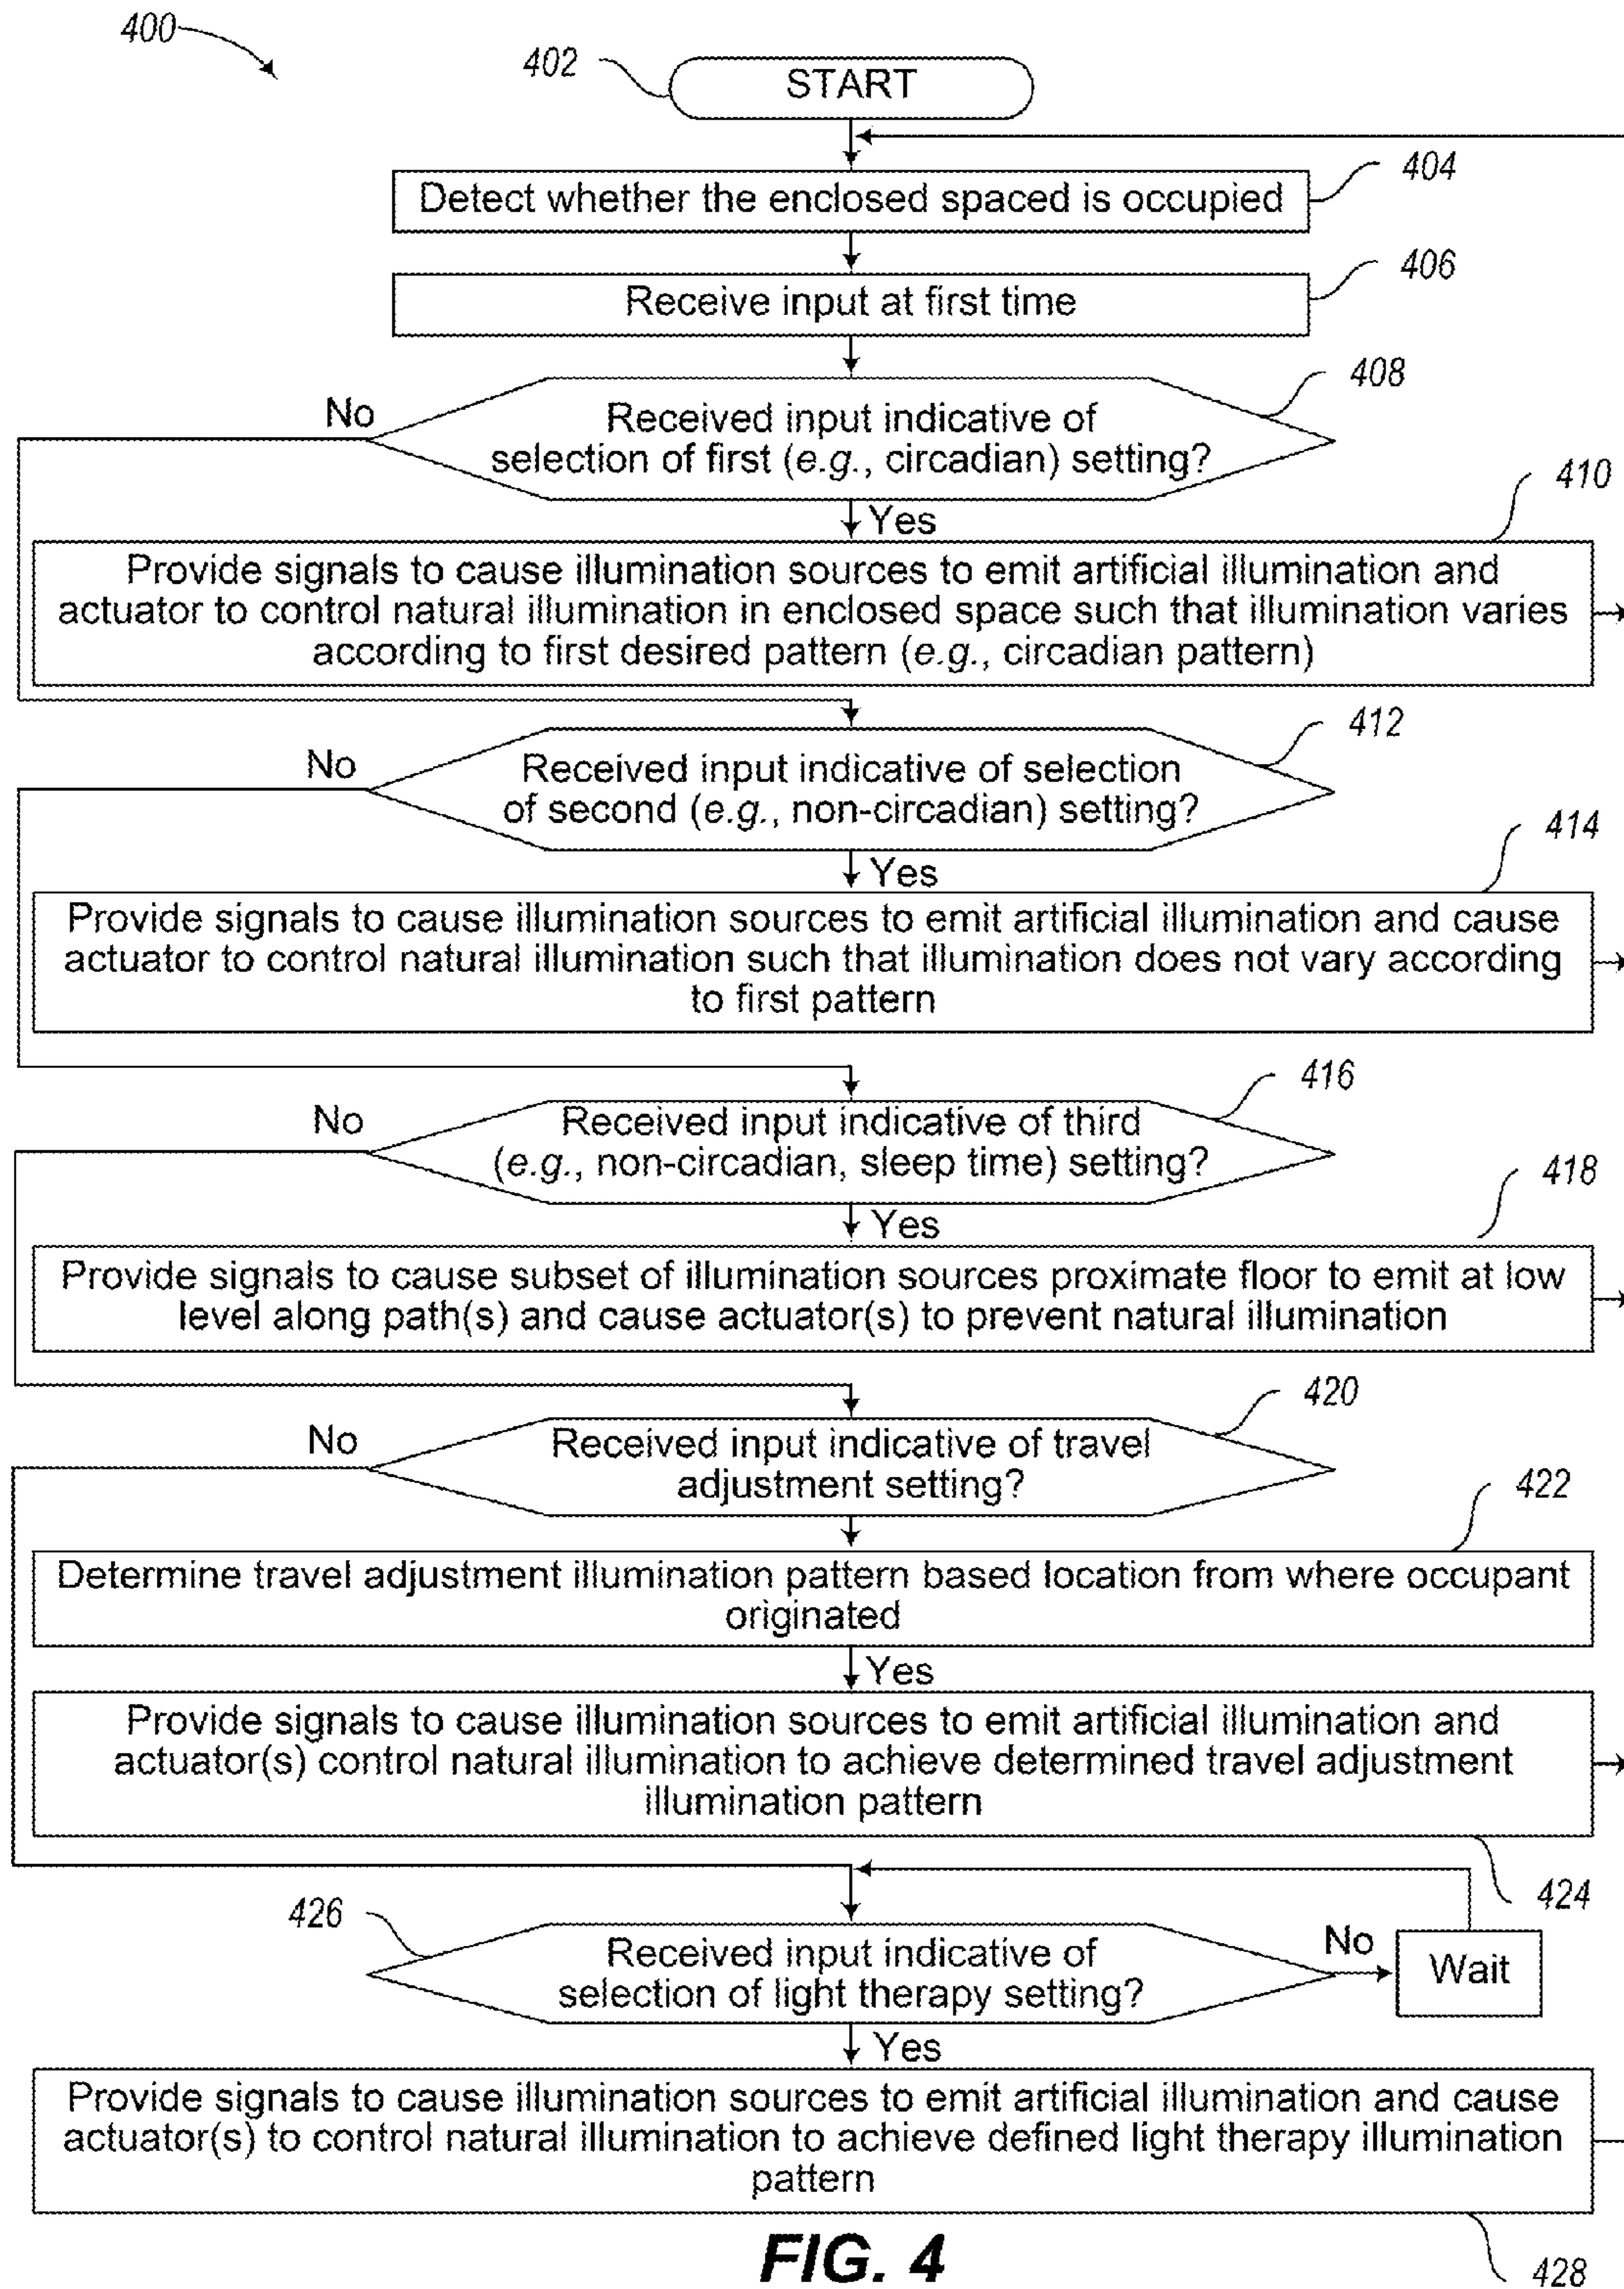 400
402
START
Detect whether the enclosed spaced is occupied
404
Receive input at first time
406
408
No
Received input indicative of
selection of first (e.g., circadian) setting?
Yes
410
Provide signals to cause illumination sources to emit artificial illumination and
actuator to control natural illumination in enclosed space such that illumination varies
according to first desired pattern (e.g., circadian pattern)
412
No
Received input indicative of selection
of second (e.g., non-circadian) setting?
Yes
414
Provide signals to cause illumination sources to emit artificial illumination and cause
actuator to control natural illumination such that illumination does not vary according
to first pattern
416
No
Received input indicative of third
(e.g., non-circadian, sleep time) setting?
Yes
418
Provide signals to cause subset of illumination sources proximate floor to emit at low
level along path(s) and cause actuator(s) to prevent natural illumination
420
No
Received input indicative of travel
adjustment setting?
422
Determine travel adjustment illumination pattern based location from where occupant
originated
Yes
Provide signals to cause illumination sources to emit artificial illumination and
actuator(s) control natural illumination to achieve determined travel adjustment
illumination pattern
424
426
Received input indicative of
selection of light therapy setting?
No
Wait
Yes
Provide signals to cause illumination sources to emit artificial illumination and cause
actuator(s) to control natural illumination to achieve defined light therapy illumination
pattern
428
FIG. 4